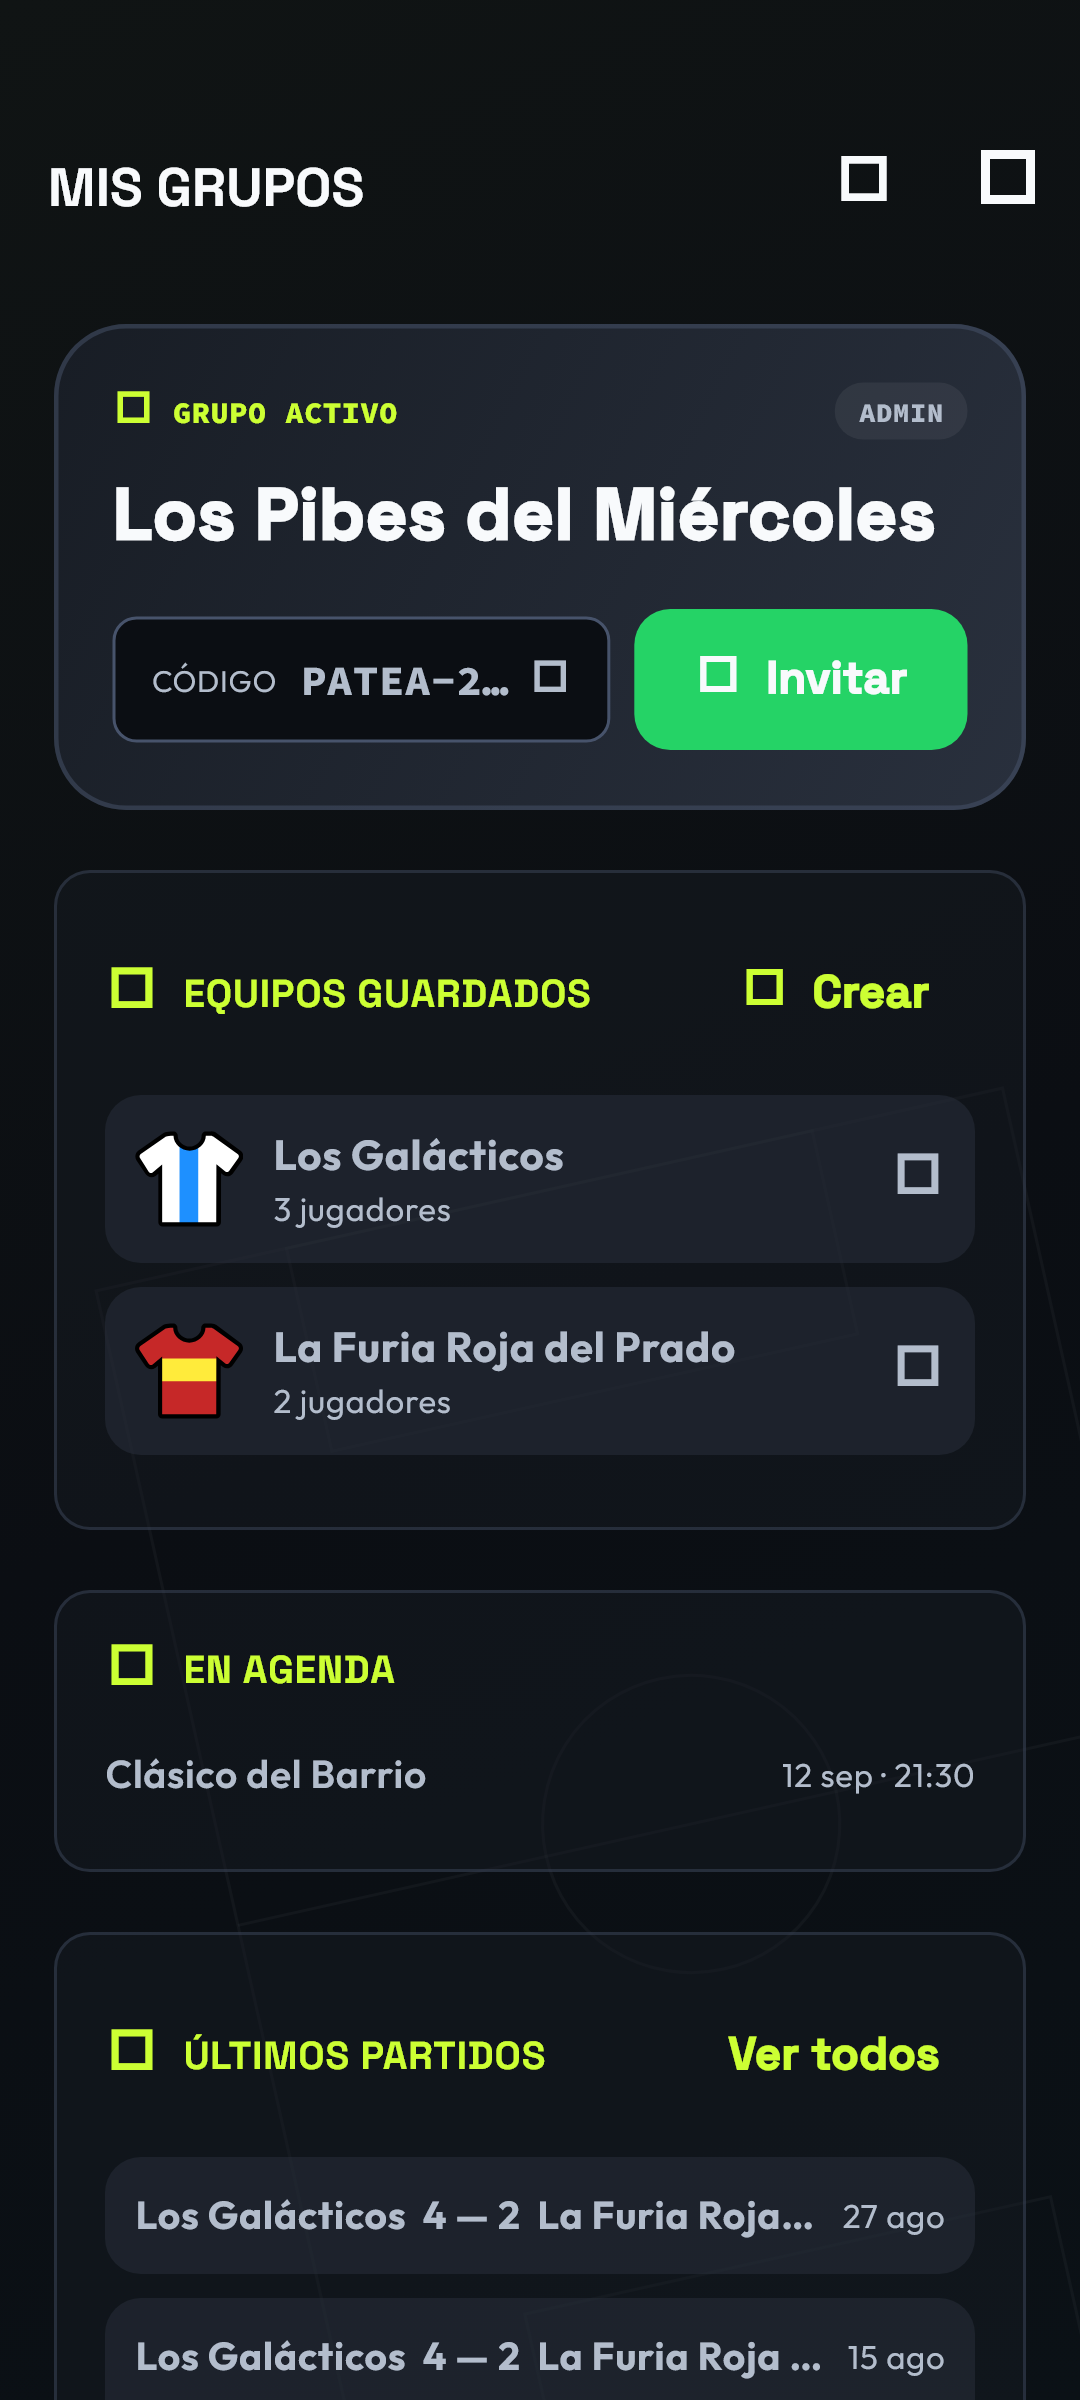 MIS GRUPOS
GRUPO ACTIVO
ADMIN
Los Pibes del Miércoles
CÓDIGO PATEA-2…
Invitar
EQUIPOS GUARDADOS
Crear
Los Galácticos
3 jugadores
La Furia Roja del Prado
2 jugadores
EN AGENDA
Clásico del Barrio
12 sep · 21:30
ÚLTIMOS PARTIDOS
Ver todos
Los Galácticos 4 — 2 La Furia Roja… 27 ago
Los Galácticos 4 — 2 La Furia Roja … 15 ago